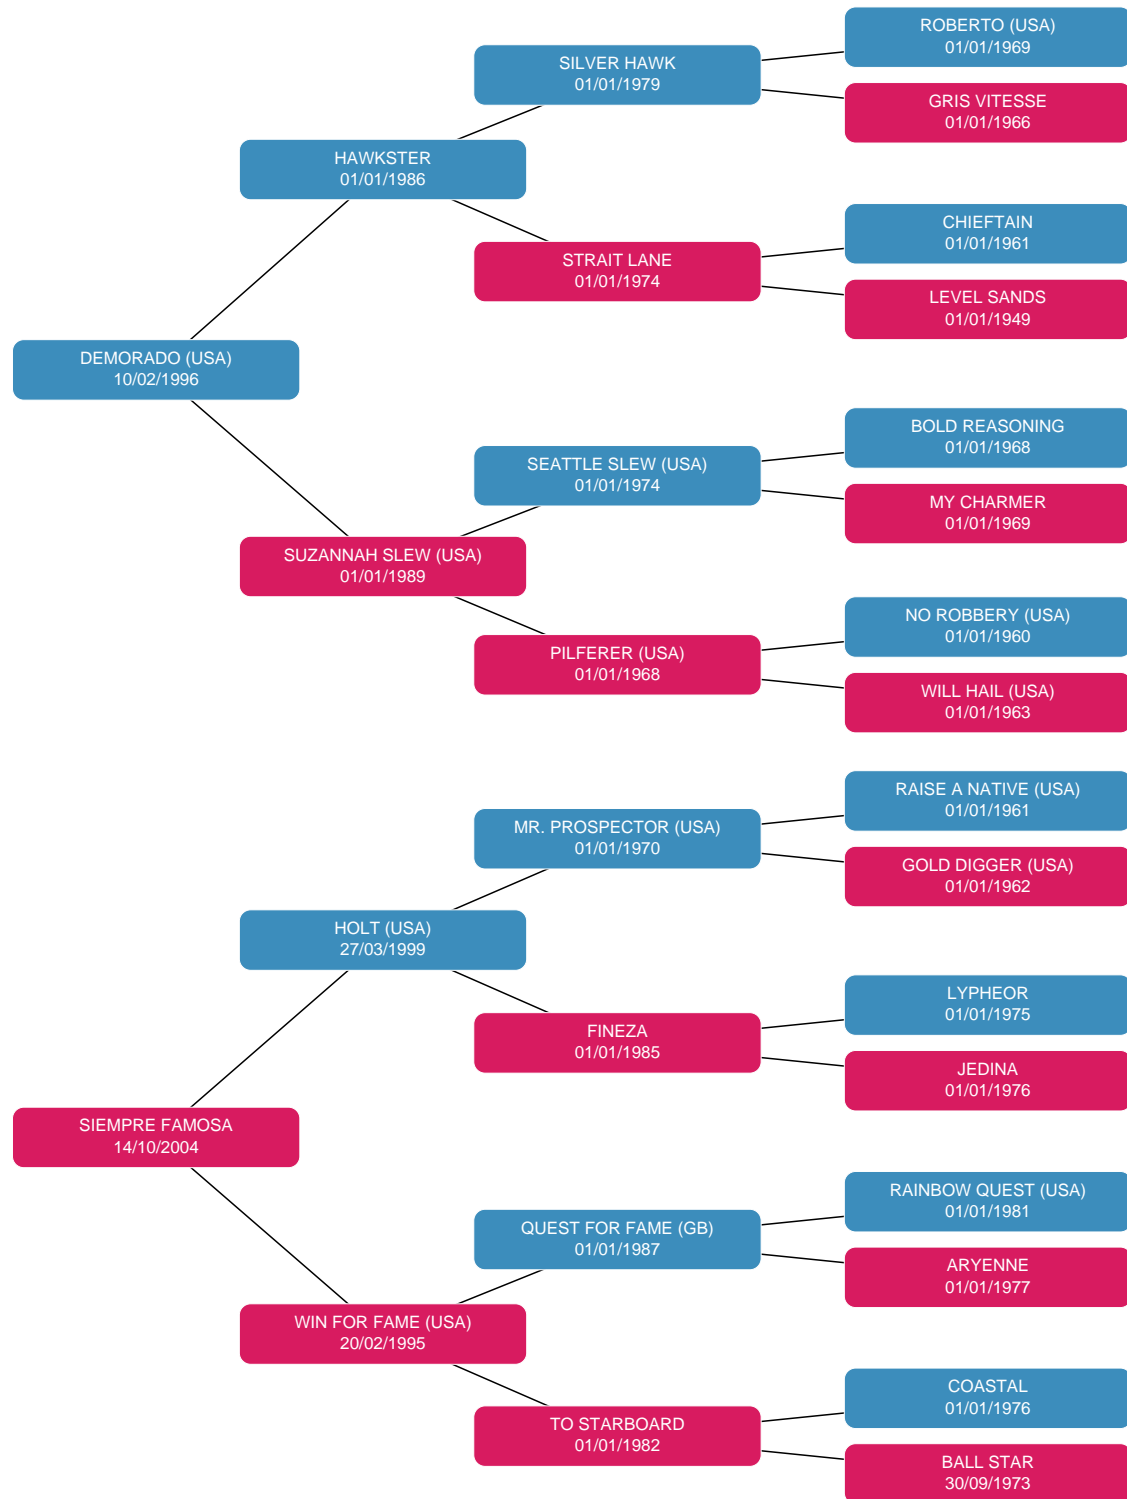 ROBERTO (USA)
01/01/1969
SILVER HAWK
01/01/1979
GRIS VITESSE
01/01/1966
HAWKSTER
01/01/1986
CHIEFTAIN
01/01/1961
STRAIT LANE
01/01/1974
LEVEL SANDS
01/01/1949
DEMORADO (USA)
10/02/1996
BOLD REASONING
01/01/1968
SEATTLE SLEW (USA)
01/01/1974
MY CHARMER
01/01/1969
SUZANNAH SLEW (USA)
01/01/1989
NO ROBBERY (USA)
01/01/1960
PILFERER (USA)
01/01/1968
WILL HAIL (USA)
01/01/1963
RAISE A NATIVE (USA)
01/01/1961
MR. PROSPECTOR (USA)
01/01/1970
GOLD DIGGER (USA)
01/01/1962
HOLT (USA)
27/03/1999
LYPHEOR
01/01/1975
FINEZA
01/01/1985
JEDINA
01/01/1976
SIEMPRE FAMOSA
14/10/2004
RAINBOW QUEST (USA)
01/01/1981
QUEST FOR FAME (GB)
01/01/1987
ARYENNE
01/01/1977
WIN FOR FAME (USA)
20/02/1995
COASTAL
01/01/1976
TO STARBOARD
01/01/1982
BALL STAR
30/09/1973